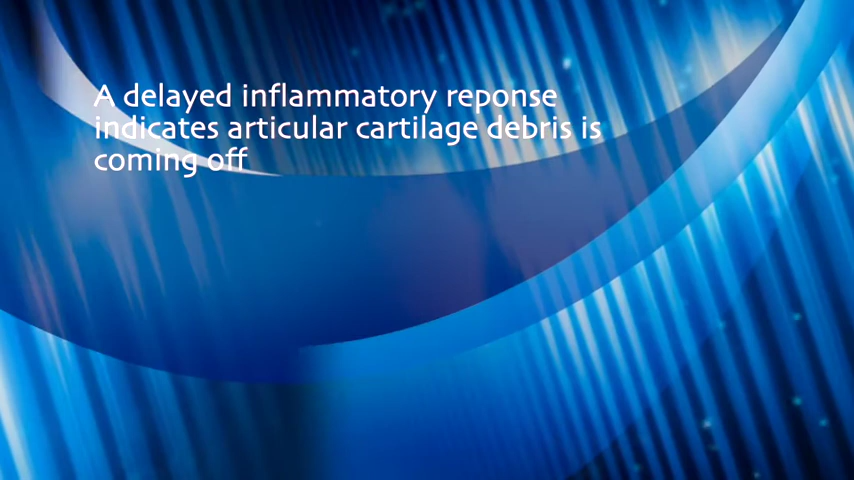 A delayed inflammatory reponse
indicates articular cartilage debris is
coming off